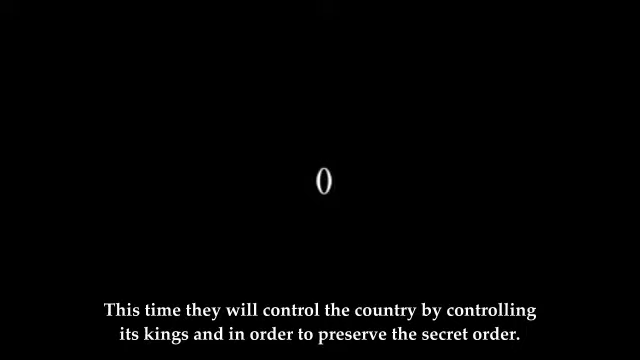 0
This time they will control the country by controlling
its kings and in order to preserve the secret order.